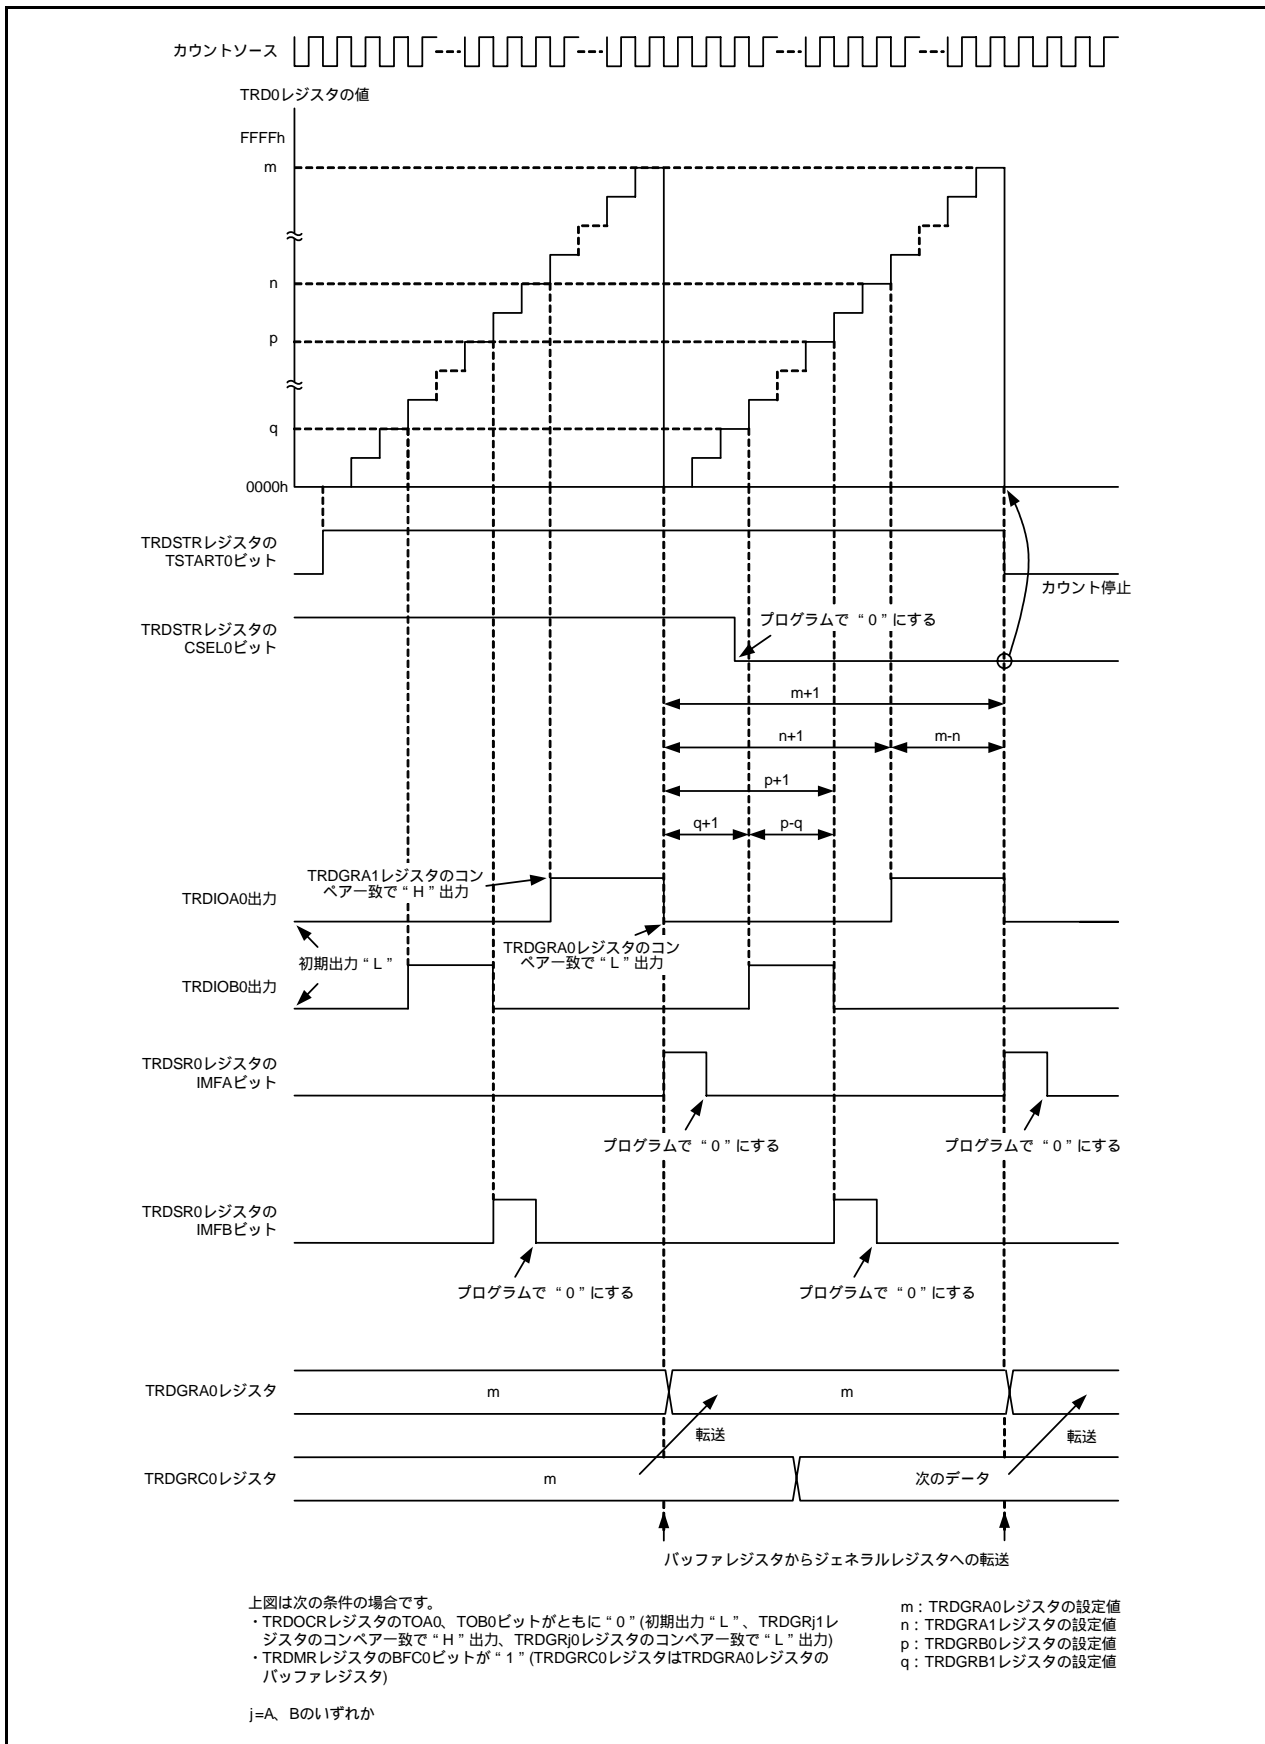 カウントソース
TRD0レジスタの値
FFFFh
m
n
p
q
0000h
TRDSTRレジスタの
TSTART0ビット
カウント停止
TRDSTRレジスタの
CSEL0ビット
プログラムで “0” にする
m+1
n+1
m-n
p+1
q+1
p-q
TRDGRA1レジスタのコン
ペア一致で “H” 出力
TRDIOA0出力
TRDGRA0レジスタのコン
ペア一致で “L” 出力
初期出力 “L”
TRDIOB0出力
TRDSR0レジスタの
IMFAビット
プログラムで “0” にする
プログラムで “0” にする
TRDSR0レジスタの
IMFBビット
プログラムで “0” にする
プログラムで “0” にする
TRDGRA0レジスタ
m
m
転送
転送
TRDGRC0レジスタ
m
次のデータ
バッファレジスタからジェネラルレジスタへの転送
上図は次の条件の場合です。
・TRDOCRレジスタのTOA0、TOB0ビットがともに “0” (初期出力 “L”、TRDGRj1レ
ジスタのコンペア一致で “H” 出力、TRDGRj0レジスタのコンペア一致で “L” 出力)
・TRDMRレジスタのBFC0ビットが “1” (TRDGRC0レジスタはTRDGRA0レジスタの
バッファレジスタ)
j=A、Bのいずれか
m：TRDGRA0レジスタの設定値
n：TRDGRA1レジスタの設定値
p：TRDGRB0レジスタの設定値
q：TRDGRB1レジスタの設定値